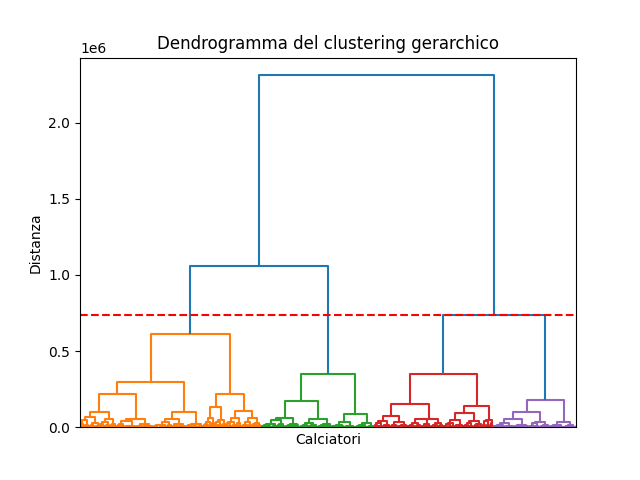 Dendrogramma del clustering gerarchico
1e6
2.0
1.5
1.0
0.5
0.0
Distanza
Calciatori